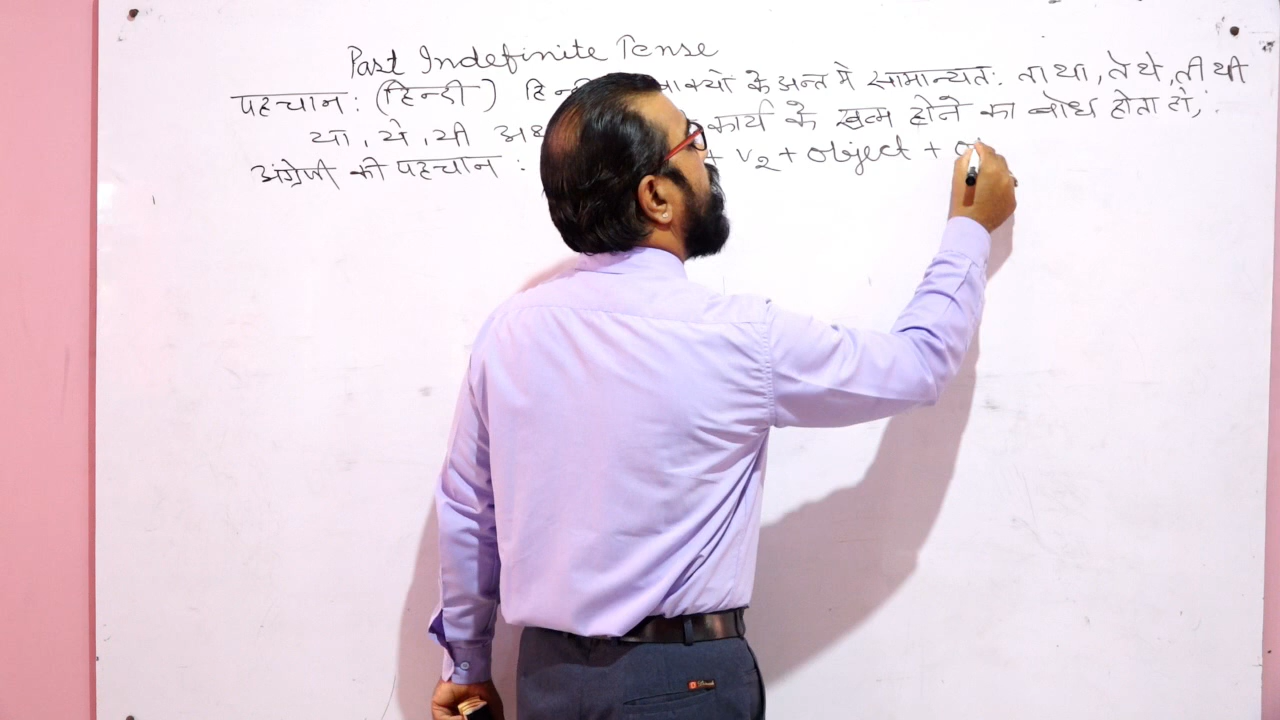 Past Indefinite Tense
पहचान : (हिन्दी) के अन्त मे सामान्यत: ता था, ते थे, ती थी
या, ये, यी कार्य के खत्म होने का बोध होता हो,
अंग्रेजी की पहचान : + V2 + object +